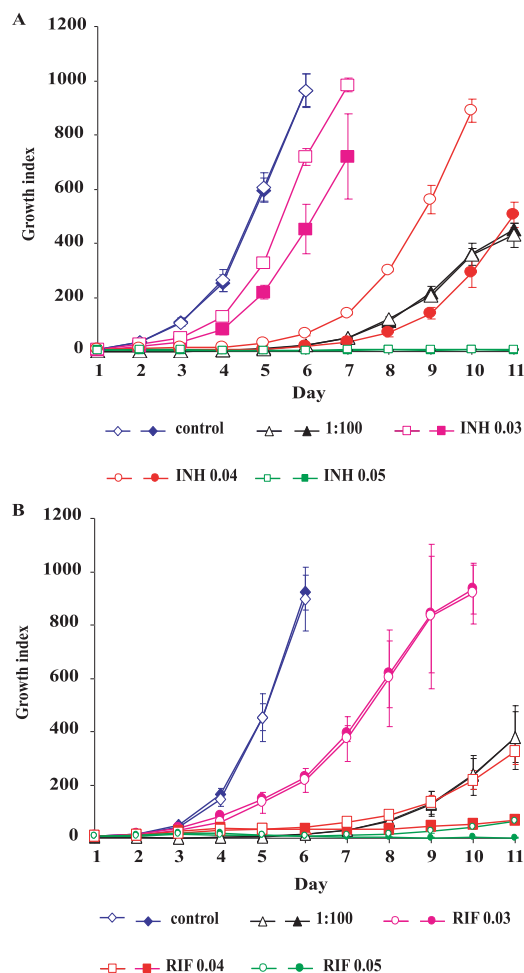 A
1200
1000
800
600
400
200
0
Growth index
1 2 3 4 5 6 7 8 9 10 11
Day
control 1:100 INH 0.03
INH 0.04 INH 0.05
B
1200
1000
800
600
400
200
0
Growth index
1 2 3 4 5 6 7 8 9 10 11
Day
control 1:100 RIF 0.03
RIF 0.04 RIF 0.05